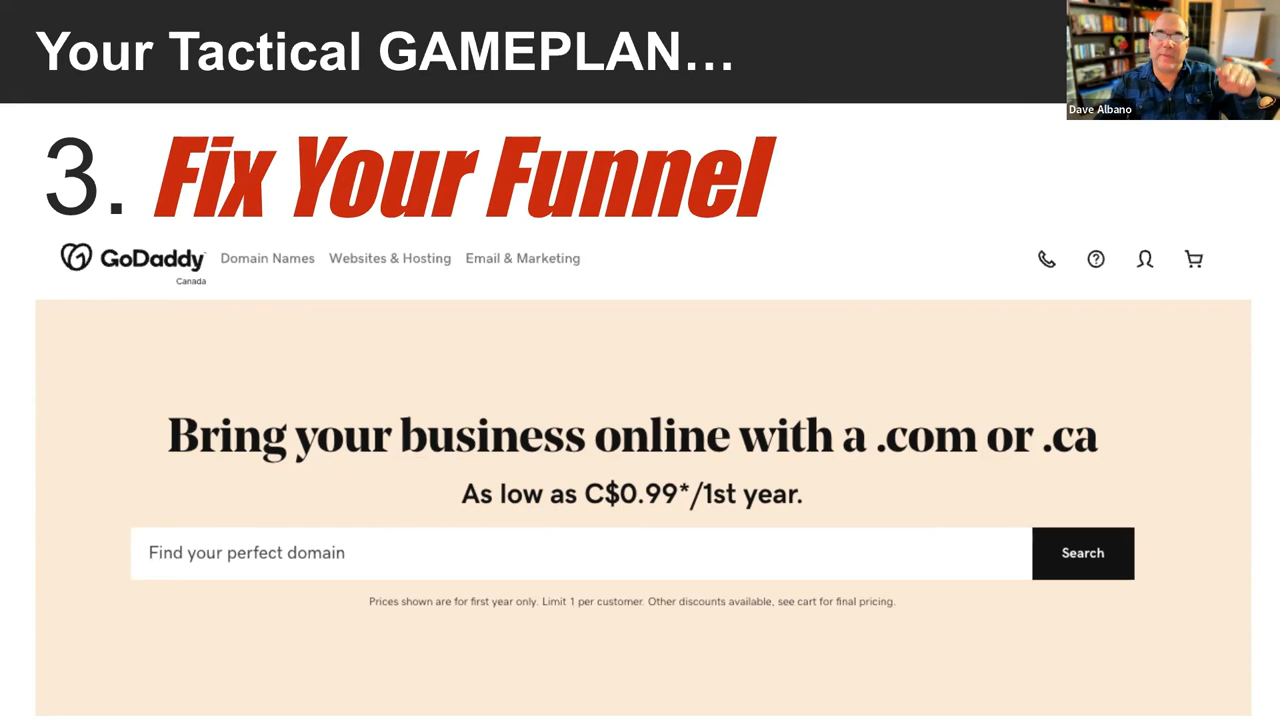 Your Tactical GAMEPLAN...
Dave Albano
3. Fix Your Funnel
GoDaddy Domain Names Websites & Hosting Email & Marketing
Canada
Bring your business online with a .com or .ca
As low as C$0.99*/1st year.
Find your perfect domain Search
Prices shown are for first year only. Limit 1 per customer. Other discounts available, see cart for final pricing.